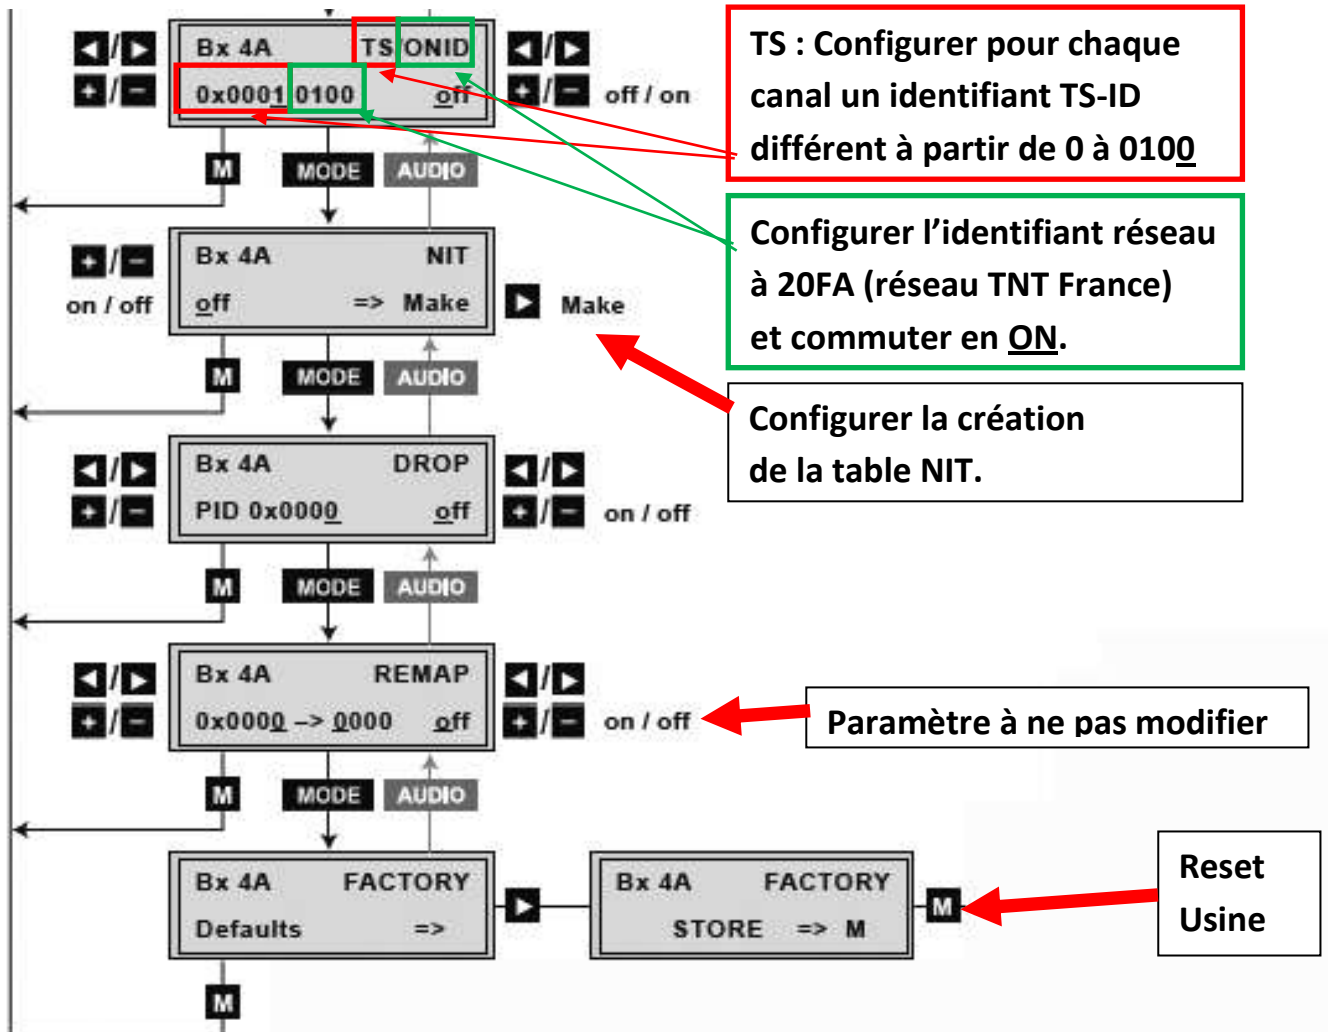 Bx 4A TS/ONID
0x0001 0100 off
off / on
TS : Configurer pour chaque
canal un identifiant TS-ID
différent à partir de 0 à 0100
M MODE AUDIO
Configurer l’identifiant réseau
à 20FA (réseau TNT France)
et commuter en ON.
on / off
Bx 4A NIT
off => Make
Make
M MODE AUDIO
Configurer la création
de la table NIT.
Bx 4A DROP
PID 0x0000 off
on / off
M MODE AUDIO
Bx 4A REMAP
0x0000 –> 0000 off
on / off
Paramètre à ne pas modifier
M MODE AUDIO
Bx 4A FACTORY
Defaults =>
Bx 4A FACTORY
STORE => M
M
Reset
Usine
M